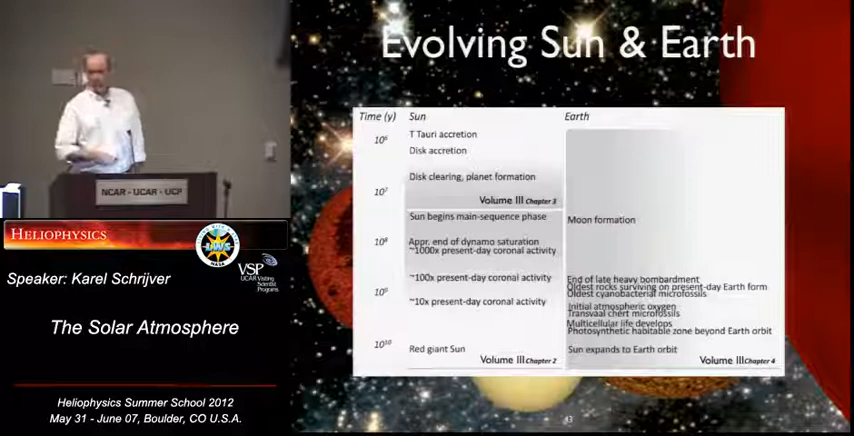 Evolving Sun & Earth
Time (y) Sun Earth
10⁶ T Tauri accretion
Disk accretion
Disk clearing, planet formation
10⁷
Volume III Chapter 3
Sun begins main-sequence phase
Moon formation
10⁸ Appr. end of dynamo saturation
~1000x present-day coronal activity
~100x present-day coronal activity
End of late heavy bombardment
Oldest rocks surviving on present-day Earth form
10⁹
Oldest cyanobacterial microfossils
~10x present-day coronal activity
Initial atmospheric oxygen
Transvaal chert microfossils
Multicellular life develops
Photosynthetic habitable zone beyond Earth orbit
10¹⁰
Red giant Sun
Sun expands to Earth orbit
Volume III Chapter 2
Volume III Chapter 4
43
NCAR - UCAR - UCP
HELIOPHYSICS
LWS
NASA
VSP
UCAR Visiting
Scientist
Programs
Speaker: Karel Schrijver
The Solar Atmosphere
Heliophysics Summer School 2012
May 31 - June 07, Boulder, CO U.S.A.